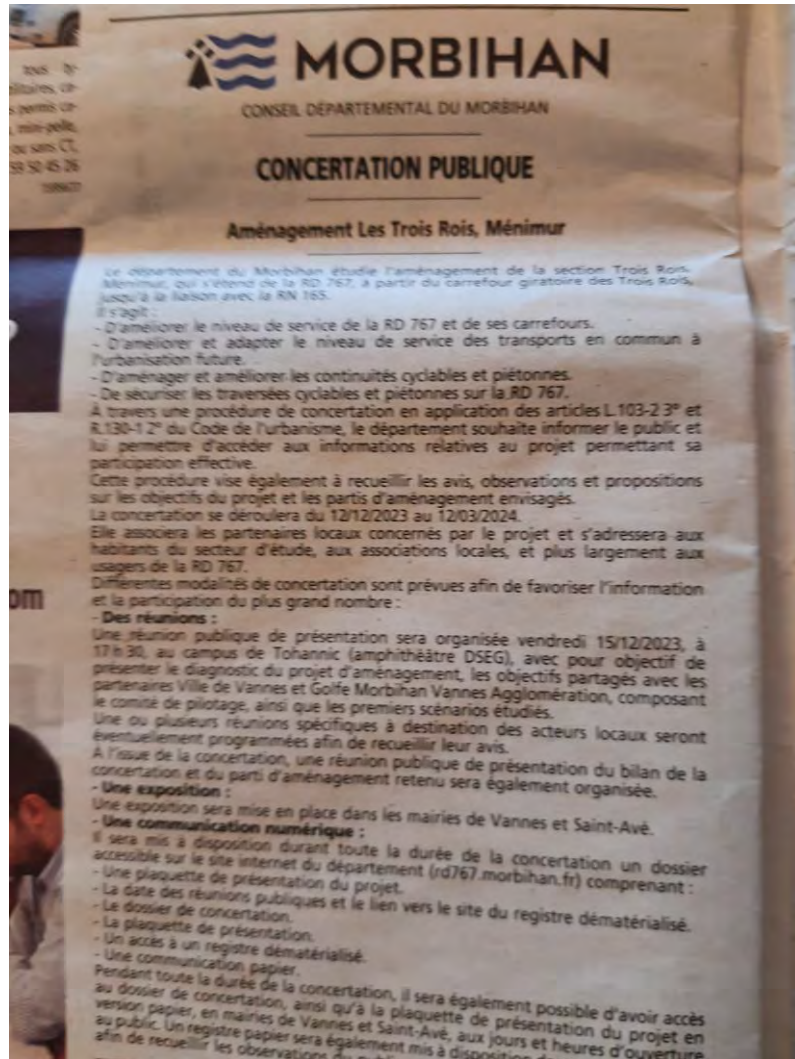 tous
permis
mini-pelle,
ou sans CT,
59 50 45 26
om
MORBIHAN
CONSEIL DÉPARTEMENTAL DU MORBIHAN
CONCERTATION PUBLIQUE
Aménagement Les Trois Rois, Ménimur
Le département du Morbihan étudie l'aménagement de la section Trois Rois-
Ménimur, qui s'étend de la RD 767, à partir du carrefour giratoire des Trois Rois,
jusqu'à la liaison avec la RN 165.
Il s'agit :
- D'améliorer le niveau de service de la RD 767 et de ses carrefours.
- D'améliorer et adapter le niveau de service des transports en commun à
l'urbanisation future.
- D'aménager et améliorer les continuités cyclables et piétonnes.
- De sécuriser les traversées cyclables et piétonnes sur la RD 767.
À travers une procédure de concertation en application des articles L.103-2 3° et
R.130-1 2° du Code de l'urbanisme, le département souhaite informer le public et
lui permettre d'accéder aux informations relatives au projet permettant sa
participation effective.
Cette procédure vise également à recueillir les avis, observations et propositions
sur les objectifs du projet et les partis d'aménagement envisagés.
La concertation se déroulera du 12/12/2023 au 12/03/2024.
Elle associera les partenaires locaux concernés par le projet et s'adressera aux
habitants du secteur d'étude, aux associations locales, et plus largement aux
usagers de la RD 767.
Différentes modalités de concertation sont prévues afin de favoriser l'information
et la participation du plus grand nombre :
- Des réunions :
Une réunion publique de présentation sera organisée vendredi 15/12/2023, à
17 h 30, au campus de Tohannic (amphithéâtre DSEG), avec pour objectif de
présenter le diagnostic du projet d'aménagement, les objectifs partagés avec les
partenaires Ville de Vannes et Golfe Morbihan Vannes Agglomération, composant
le comité de pilotage, ainsi que les premiers scénarios étudiés.
Une ou plusieurs réunions spécifiques à destination des acteurs locaux seront
éventuellement programmées afin de recueillir leur avis.
À l'issue de la concertation, une réunion publique de présentation du bilan de la
concertation et du parti d'aménagement retenu sera également organisée.
- Une exposition :
Une exposition sera mise en place dans les mairies de Vannes et Saint-Avé.
- Une communication numérique :
Il sera mis à disposition durant toute la durée de la concertation un dossier
accessible sur le site internet du département (rd767.morbihan.fr) comprenant :
- Une plaquette de présentation du projet.
- La date des réunions publiques et le lien vers le site du registre dématérialisé.
- Le dossier de concertation.
- La plaquette de présentation.
- Un accès à un registre dématérialisé.
- Une communication papier.
Pendant toute la durée de la concertation, il sera également possible d'avoir accès
au dossier de concertation, ainsi qu'à la plaquette de présentation du projet en
version papier, en mairies de Vannes et Saint-Avé, aux jours et heures d'ouverture
au public. Un registre papier sera également mis à disposition
afin de recueillir les observations du